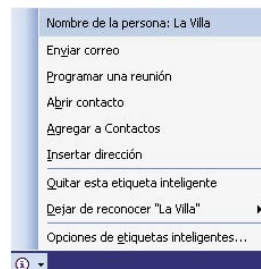 Nombre de la persona: La Villa
Enviar correo
Programar una reunión
Abrir contacto
Agregar a Contactos
Insertar dirección
Quitar esta etiqueta inteligente
Dejar de reconocer "La Villa"
Opciones de etiquetas inteligentes...